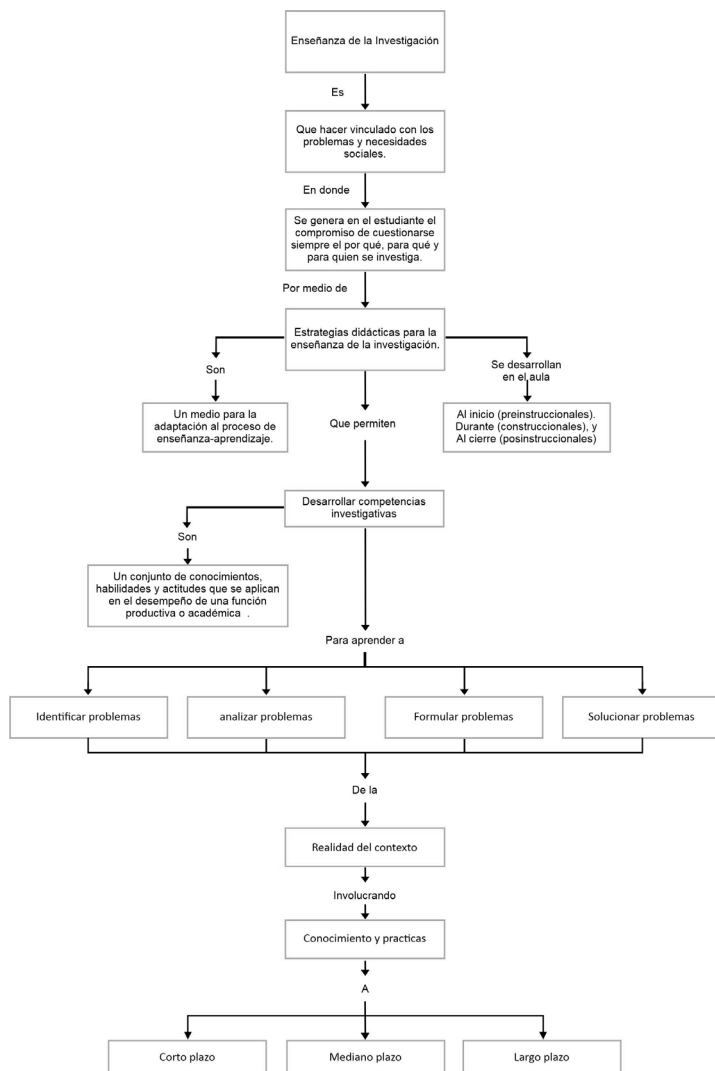 Enseñanza de la Investigación
Es
Que hacer vinculado con los
problemas y necesidades
sociales.
En donde
Se genera en el estudiante el
compromiso de cuestionarse
siempre el por qué, para qué y
para quien se investiga.
Por medio de
Estrategias didácticas para la
enseñanza de la investigación.
Son
Se desarrollan
en el aula
Un medio para la
adaptación al proceso de
enseñanza-aprendizaje.
Que permiten
Al inicio (preinstruccionales).
Durante (construccionales), y
Al cierre (posinstruccionales)
Desarrollar competencias
investigativas
Son
Un conjunto de conocimientos,
habilidades y actitudes que se aplican
en el desempeño de una función
productiva o académica .
Para aprender a
Identificar problemas
analizar problemas
Formular problemas
Solucionar problemas
De la
Realidad del contexto
Involucrando
Conocimiento y practicas
A
Corto plazo
Mediano plazo
Largo plazo